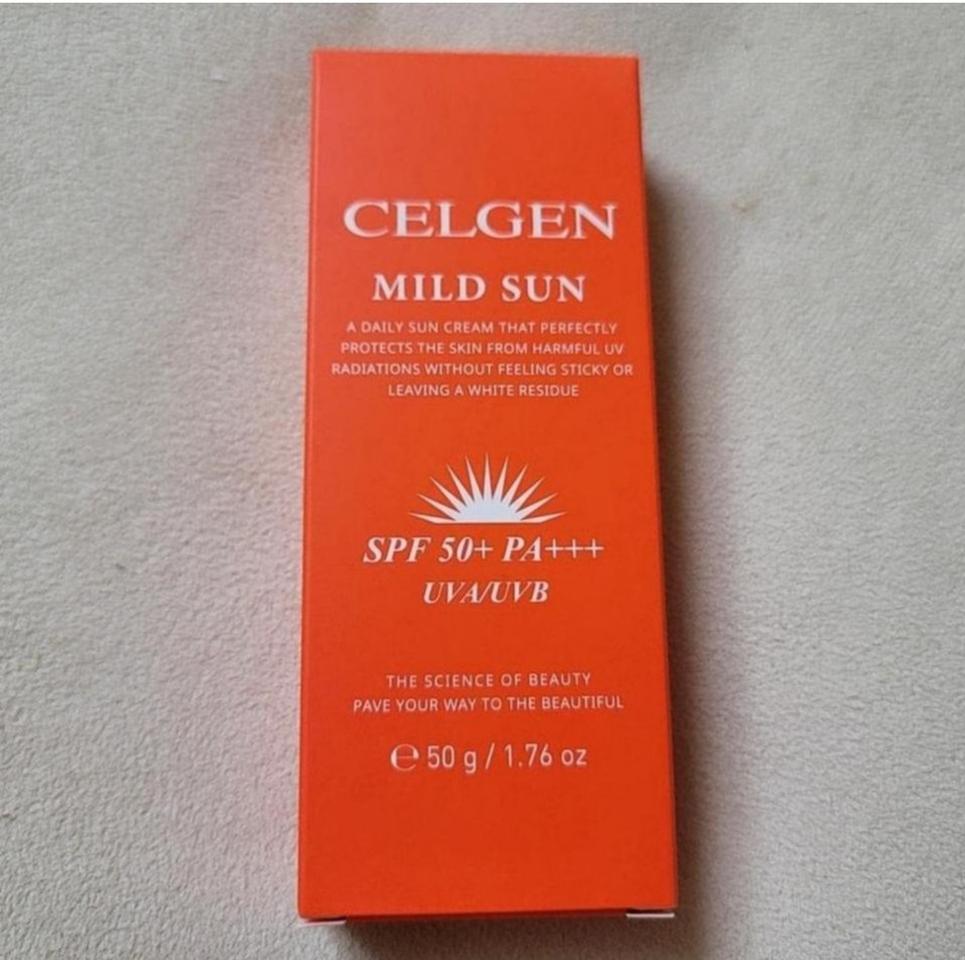 CELGEN
MILD SUN
A DAILY SUN CREAM THAT PERFECTLY
PROTECTS THE SKIN FROM HARMFUL UV
RADIATIONS WITHOUT FEELING STICKY OR
LEAVING A WHITE RESIDUE
SPF 50+ PA+++
UVA/UVB
THE SCIENCE OF BEAUTY
PAVE YOUR WAY TO THE BEAUTIFUL
℮ 50 g / 1.76 oz